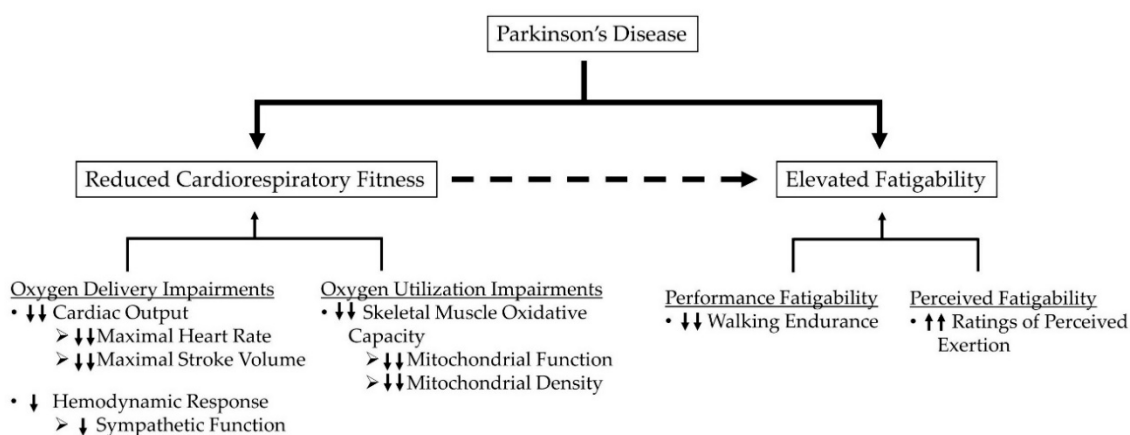 Parkinson's Disease
Reduced Cardiorespiratory Fitness
Elevated Fatigability
Oxygen Delivery Impairments
• ↓↓ Cardiac Output
➢ ↓↓Maximal Heart Rate
➢ ↓↓Maximal Stroke Volume
• ↓ Hemodynamic Response
➢ ↓ Sympathetic Function
Oxygen Utilization Impairments
• ↓↓ Skeletal Muscle Oxidative
Capacity
➢ ↓↓Mitochondrial Function
➢ ↓↓Mitochondrial Density
Performance Fatigability
• ↓↓ Walking Endurance
Perceived Fatigability
• ↑↑ Ratings of Perceived
Exertion